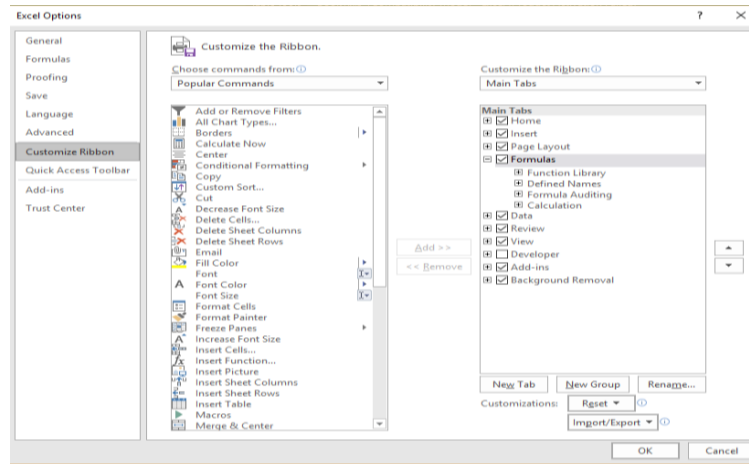 Excel Options
? ×
General
Formulas
Proofing
Save
Language
Advanced
Customize Ribbon
Quick Access Toolbar
Add-ins
Trust Center
Customize the Ribbon.
Choose commands from:
Popular Commands
Add or Remove Filters
All Chart Types...
Borders
Calculate Now
Center
Conditional Formatting
Copy
Custom Sort...
Cut
Decrease Font Size
Delete Cells...
Delete Sheet Columns
Delete Sheet Rows
Email
Fill Color
Font
Font Color
Font Size
Format Cells
Format Painter
Freeze Panes
Increase Font Size
Insert Cells...
Insert Function...
Insert Picture
Insert Sheet Columns
Insert Sheet Rows
Insert Table
Macros
Merge & Center
Add >>
<< Remove
Customize the Ribbon:
Main Tabs
Main Tabs
Home
Insert
Page Layout
Formulas
Function Library
Defined Names
Formula Auditing
Calculation
Data
Review
View
Developer
Add-ins
Background Removal
New Tab New Group Rename...
Customizations: Reset
Import/Export
OK Cancel